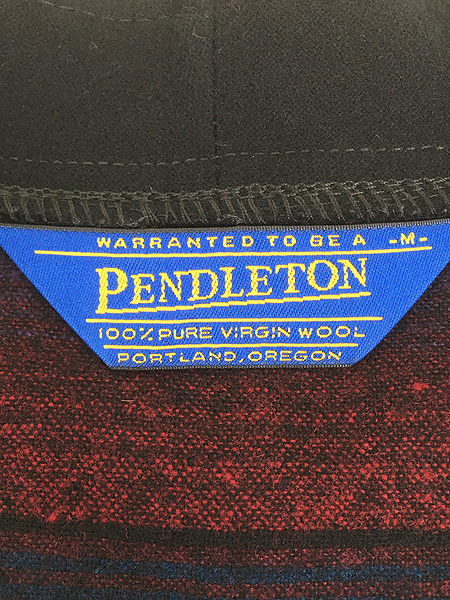 WARRANTED TO BE A -M-
PENDLETON
100% PURE VIRGIN WOOL
PORTLAND, OREGON